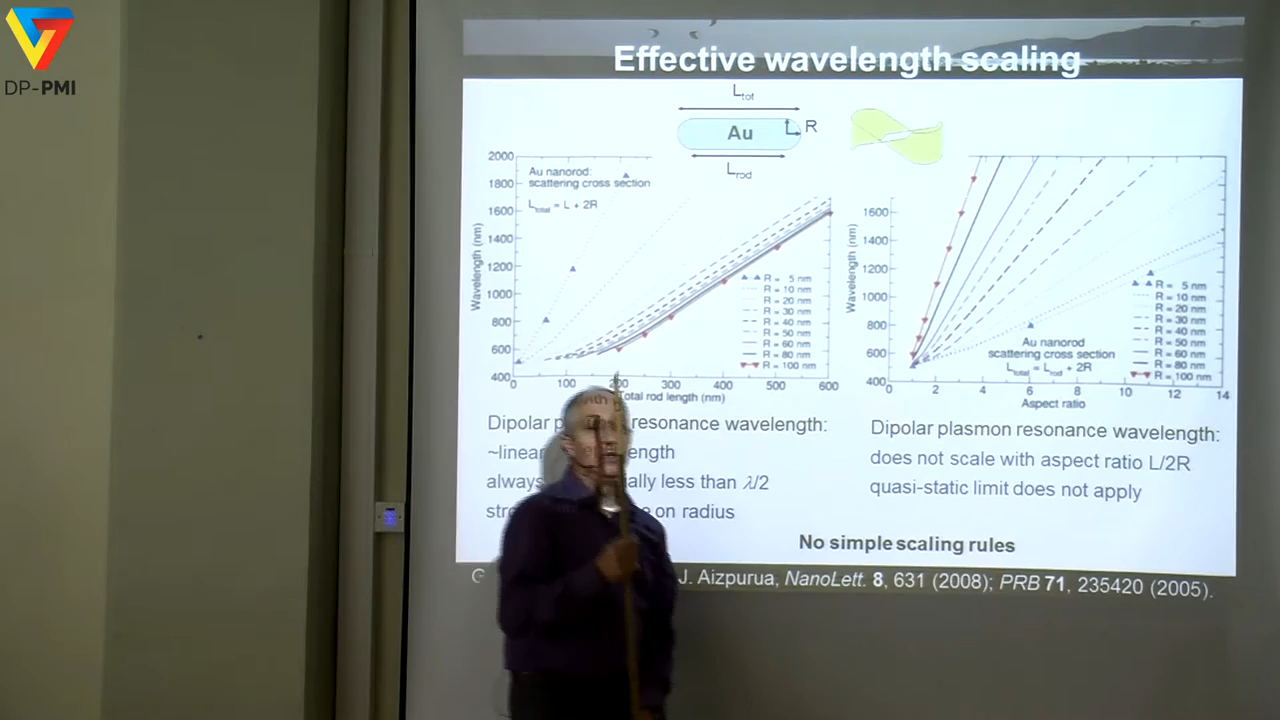 DP-PMI
Effective wavelength scaling
Ltot
Au
R
Lrod
2000
1800
1600
1400
1200
1000
800
600
400
Wavelength (nm)
Au nanorod:
scattering cross section
Ltotal = L + 2R
R = 5 nm
R = 10 nm
R = 20 nm
R = 30 nm
R = 40 nm
R = 50 nm
R = 60 nm
R = 80 nm
R = 100 nm
0 100 200 300 400 500 600
Total rod length (nm)
1600
1400
1200
1000
800
600
400
Wavelength (nm)
R = 5 nm
R = 10 nm
R = 20 nm
R = 30 nm
R = 40 nm
R = 50 nm
R = 60 nm
R = 80 nm
R = 100 nm
Au nanorod
scattering cross section
Ltotal = Lrod + 2R
0 2 4 6 8 10 12 14
Aspect ratio
Dipolar resonance wavelength:
~linear
always less than λ/2
on radius
Dipolar plasmon resonance wavelength:
does not scale with aspect ratio L/2R
quasi-static limit does not apply
No simple scaling rules
J. Aizpurua, NanoLett. 8, 631 (2008); PRB 71, 235420 (2005).